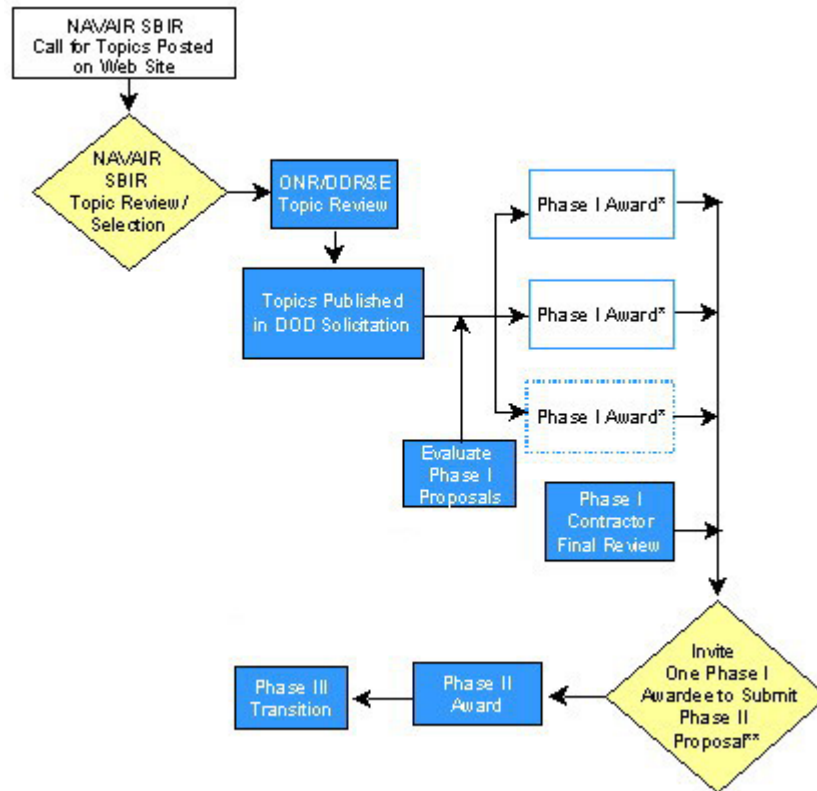 NAVAIR SBIR
Call for Topics Posted
on Web Site
NAVAIR
SBIR
Topic Review/
Selection
ONR/DDR&E
Topic Review
Topics Published
in DOD Solicitation
Phase I Award*
Phase I Award*
Phase I Award*
Evaluate
Phase I
Proposals
Phase I
Contractor
Final Review
Invite
One Phase I
Awardee to Submit
Phase II
Proposal**
Phase II
Award
Phase III
Transition